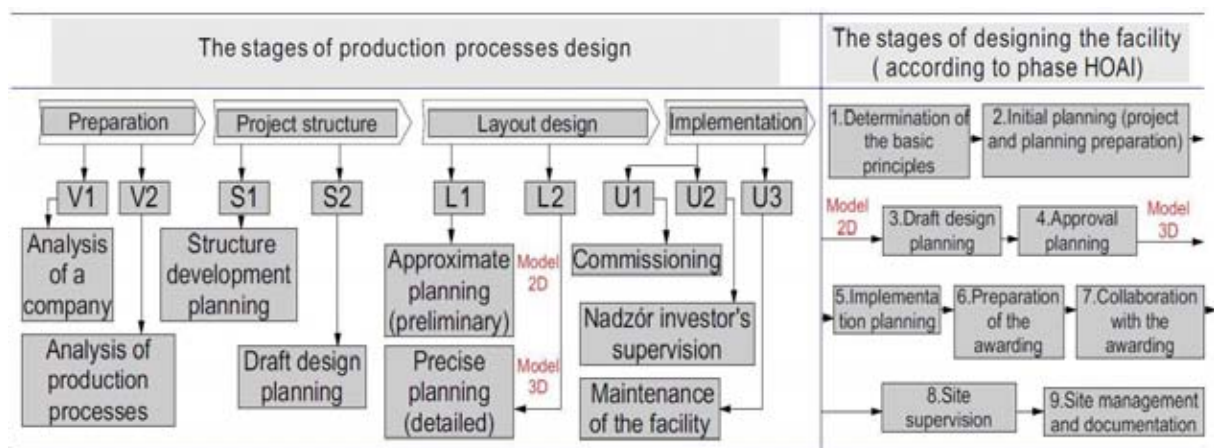 The stages of production processes design
The stages of designing the facility
( according to phase HOAI)
Preparation
Project structure
Layout design
Implementation
V1
V2
S1
S2
L1
L2
U1
U2
U3
Analysis
of a
company
Analysis of
production
processes
Structure
development
planning
Draft design
planning
Approximate
planning
(preliminary)
Model
2D
Precise
planning
(detailed)
Model
3D
Commissioning
Nadzór investor's
supervision
Maintenance
of the facility
1.Determination of
the basic
principles
2.Initial planning (project
and planning preparation)
Model
2D
3.Draft design
planning
4.Approval
planning
Model
3D
5.Implementa
tion planning
6.Preparation
of the
awarding
7.Collaboration
with the
awarding
8.Site
supervision
9.Site management
and documentation